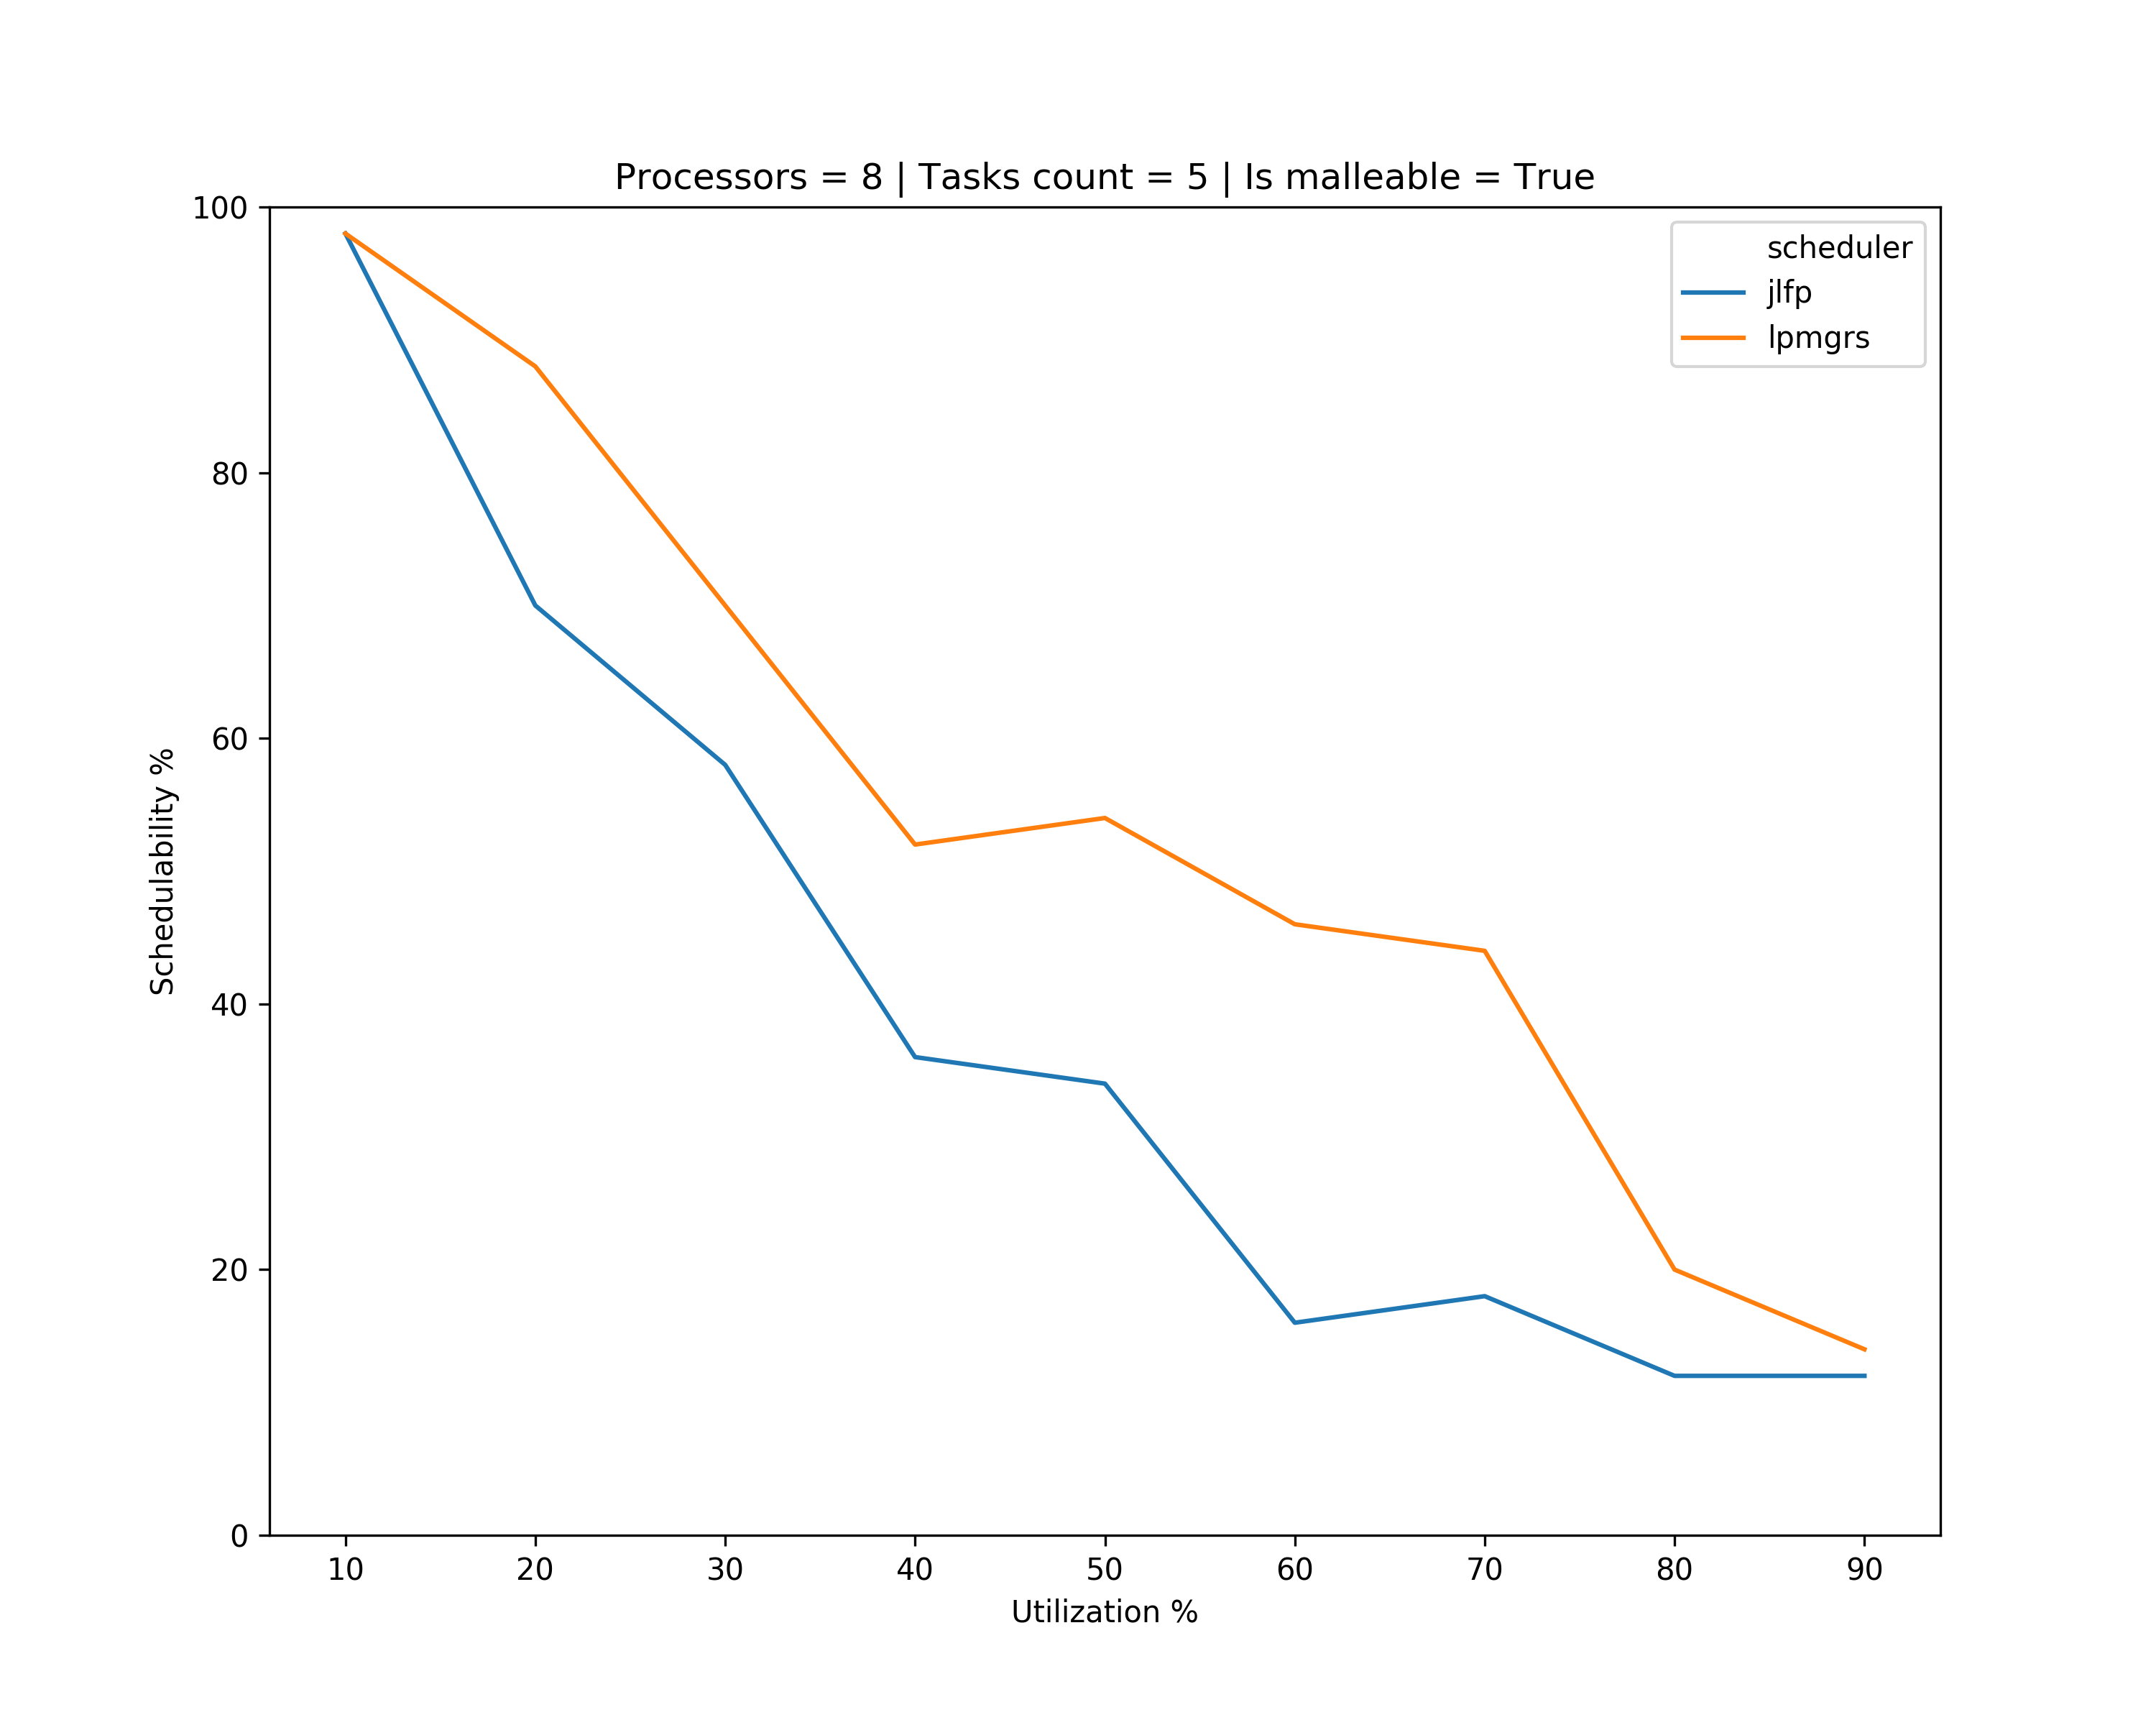 Processors = 8 | Tasks count = 5 | Is malleable = True
scheduler
jlfp
lpmgrs
Schedulability %
100
80
60
40
20
0
10 20 30 40 50 60 70 80 90
Utilization %